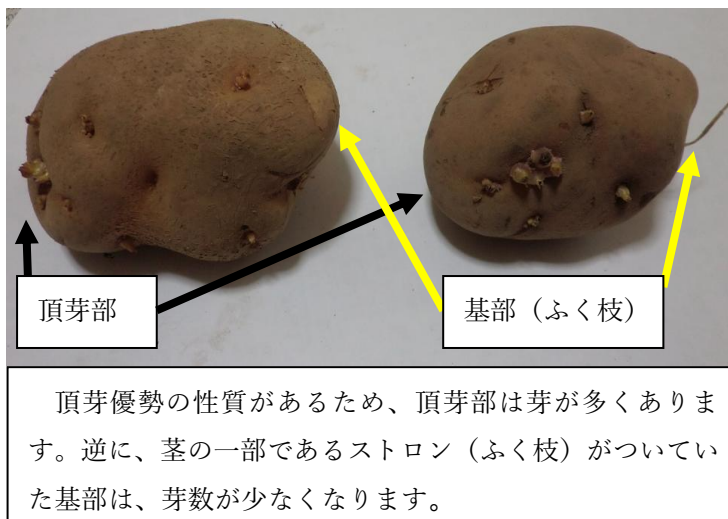 頂芽部
基部（ふく枝）
頂芽優勢の性質があるため、頂芽部は芽が多くありま
す。逆に、茎の一部であるストロン（ふく枝）がついてい
た基部は、芽数が少なくなります。